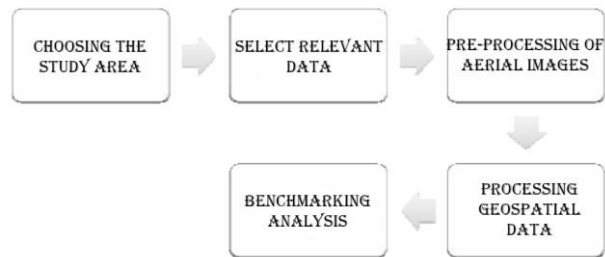 CHOOSING THE
STUDY AREA
SELECT RELEVANT
DATA
PRE-PROCESSING OF
AERIAL IMAGES
PROCESSING
GEOSPATIAL
DATA
BENCHMARKING
ANALYSIS